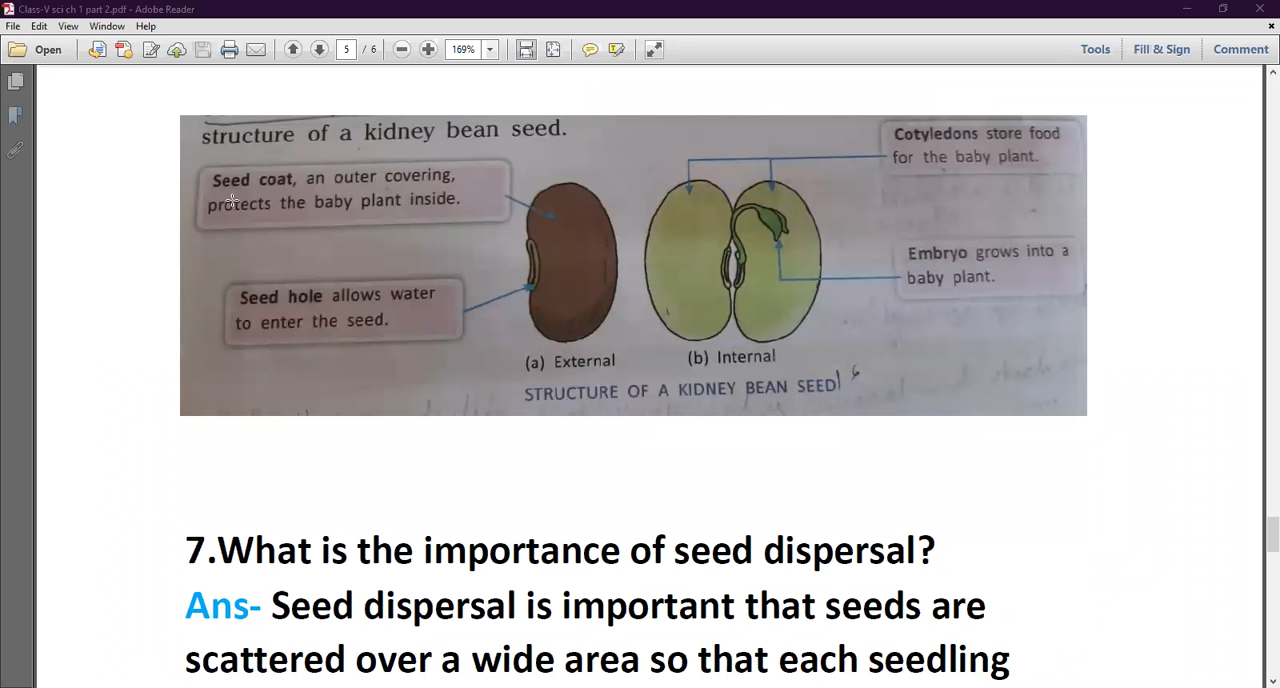 Class-V sci ch 1 part 2.pdf - Adobe Reader
File Edit View Window Help
Open 5 / 6 169% Tools Fill & Sign Comment
structure of a kidney bean seed.
Seed coat, an outer covering,
protects the baby plant inside.
Seed hole allows water
to enter the seed.
Cotyledons store food
for the baby plant.
Embryo grows into a
baby plant.
(a) External
(b) Internal
STRUCTURE OF A KIDNEY BEAN SEED
7.What is the importance of seed dispersal?
Ans- Seed dispersal is important that seeds are
scattered over a wide area so that each seedling